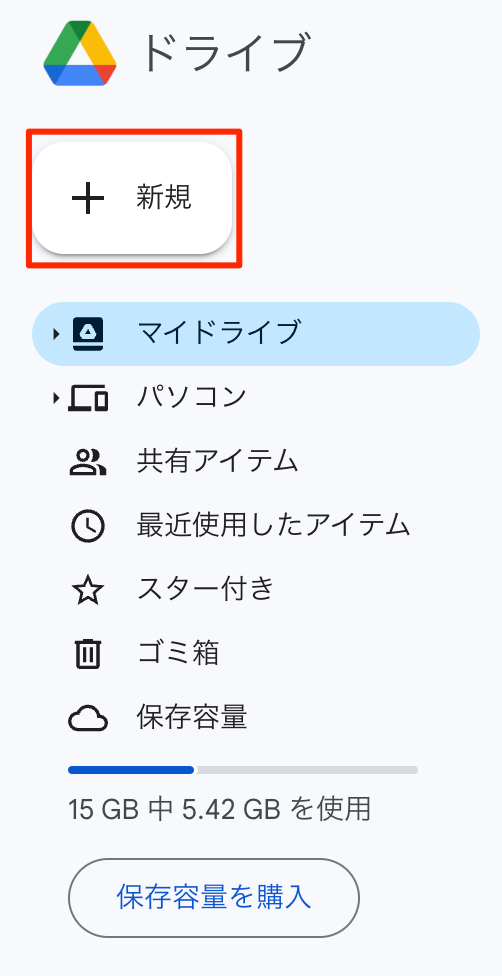 ドライブ
新規
マイドライブ
パソコン
共有アイテム
最近使用したアイテム
スター付き
ゴミ箱
保存容量
15 GB 中 5.42 GB を使用
保存容量を購入